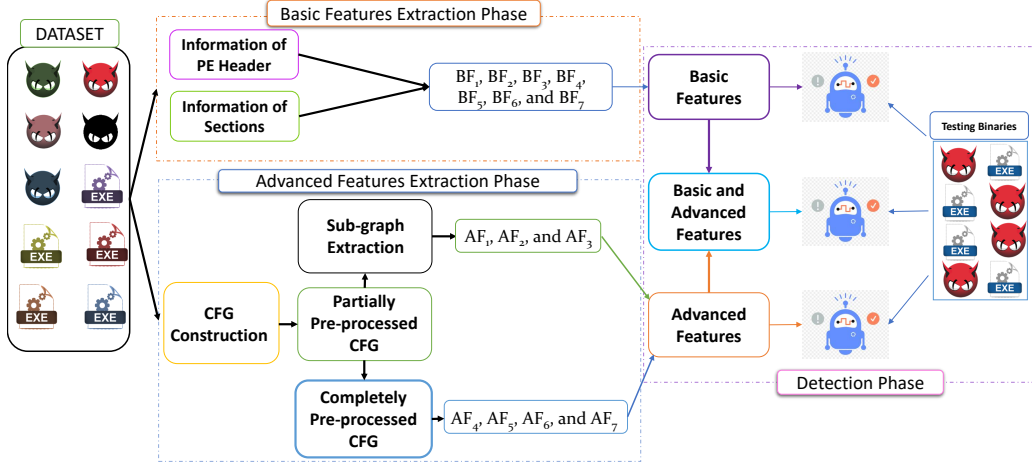 Basic Features Extraction Phase
DATASET
Information of
PE Header
Information of
Sections
BF₁, BF₂, BF₃, BF₄,
BF₅, BF₆, and BF₇
Basic
Features
Testing Binaries
EXE
EXE
EXE
EXE
EXE
Advanced Features Extraction Phase
Sub-graph
Extraction
AF₁, AF₂, and AF₃
Basic and
Advanced
Features
CFG
Construction
Partially
Pre-processed
CFG
Advanced
Features
Completely
Pre-processed
CFG
AF₄, AF₅, AF₆, and AF₇
EXE
EXE
EXE
EXE
Detection Phase